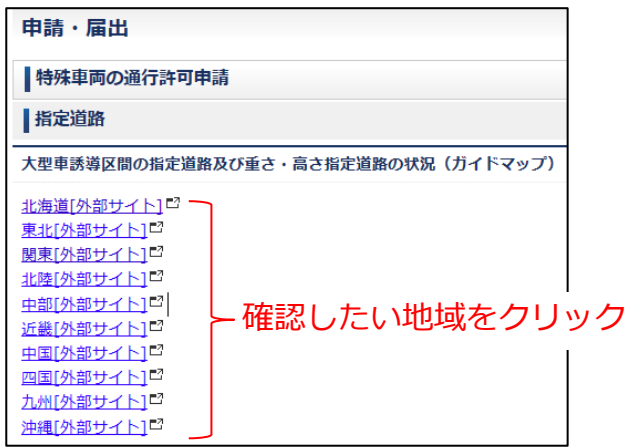 申請・届出
特殊車両の通行許可申請
指定道路
大型車誘導区間の指定道路及び重さ・高さ指定道路の状況（ガイドマップ）
北海道[外部サイト]
東北[外部サイト]
関東[外部サイト]
北陸[外部サイト]
中部[外部サイト]
近畿[外部サイト]
中国[外部サイト]
四国[外部サイト]
九州[外部サイト]
沖縄[外部サイト]
確認したい地域をクリック